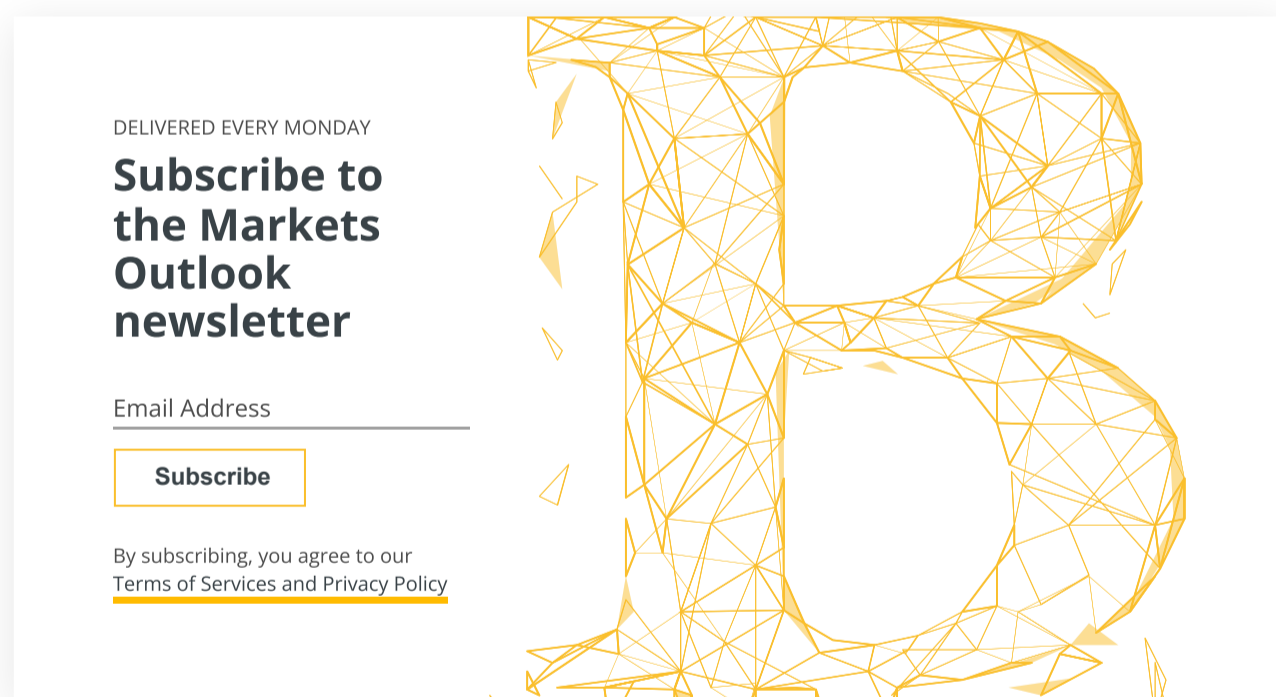 DELIVERED EVERY MONDAY
Subscribe to
the Markets
Outlook
newsletter
Email Address
Subscribe
By subscribing, you agree to our
Terms of Services and Privacy Policy
B